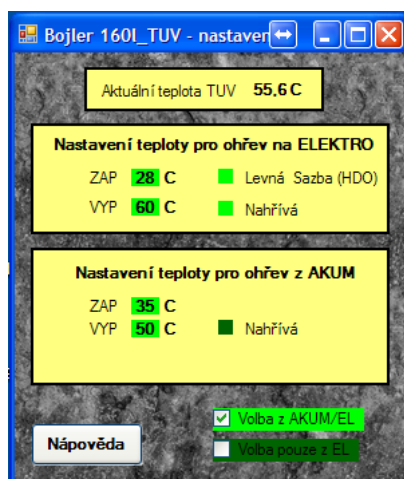 Bojler 160l_TUV - nastaven
Aktuální teplota TUV 55,6 C
Nastavení teploty pro ohřev na ELEKTRO
ZAP 28 C Levná Sazba (HDO)
VYP 60 C Nahřívá
Nastavení teploty pro ohřev z AKUM
ZAP 35 C
VYP 50 C Nahřívá
Volba z AKUM/EL
Nápověda
Volba pouze z EL